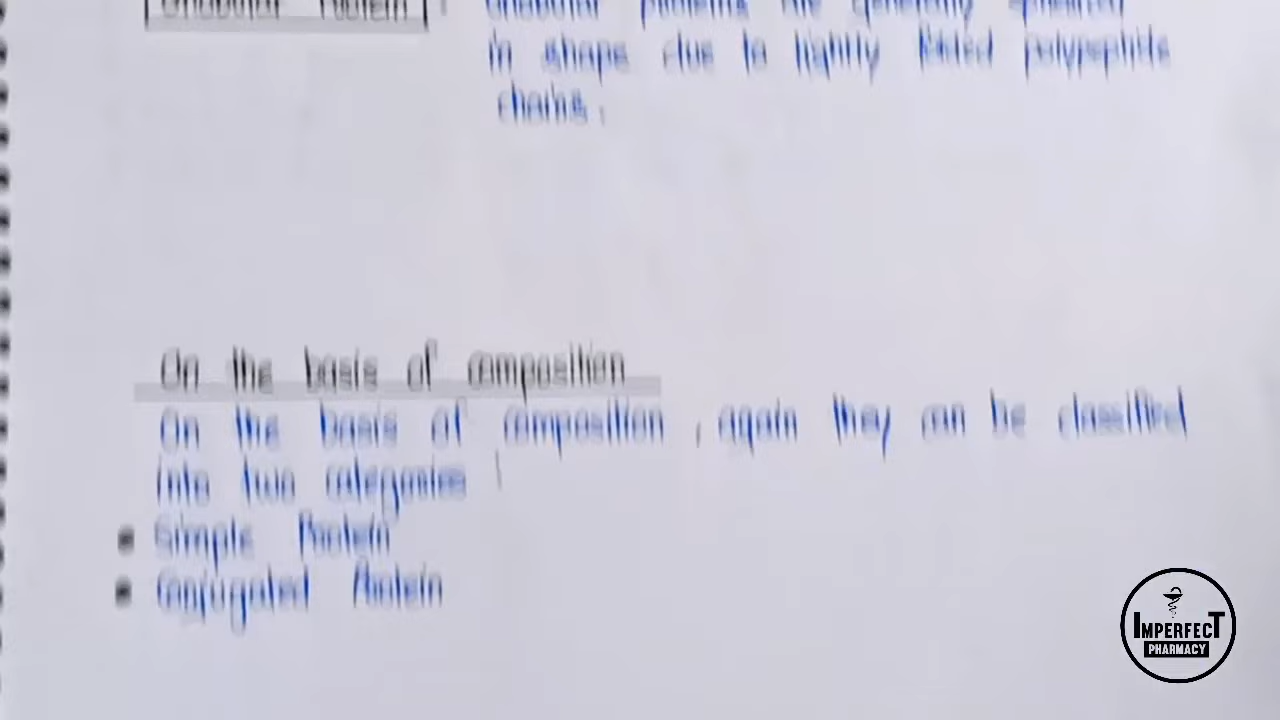 Globular Protein : Globular proteins are generally spherical
in shape due to tightly folded polypeptide
chains.
On the basis of composition
On the basis of composition, again they can be classified
into two categories :
• Simple Protein
• Conjugated Protein
IMPERFECT
PHARMACY